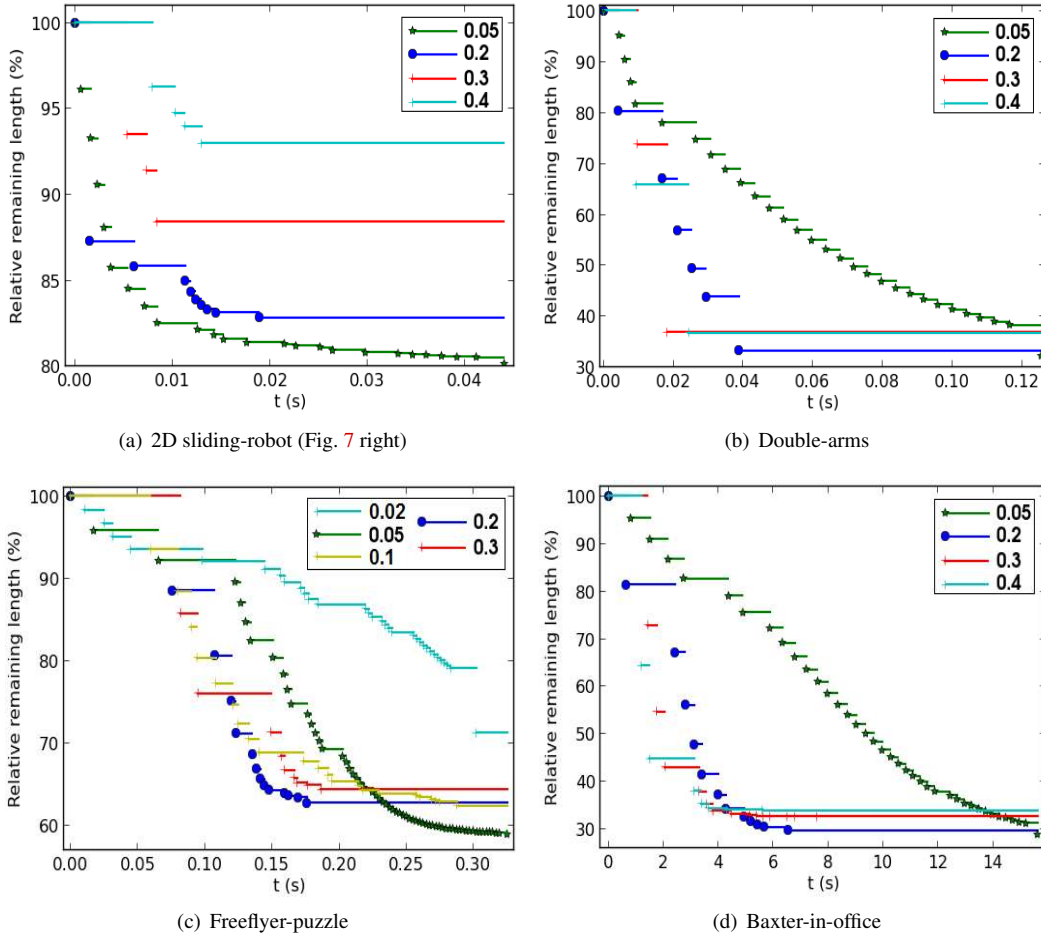 Relative remaining length (%)
100
95
90
85
80
0.00 0.01 0.02 0.03 0.04
t (s)
0.05
0.2
0.3
0.4
(a) 2D sliding-robot (Fig. 7 right)
Relative remaining length (%)
100
90
80
70
60
50
40
30
0.00 0.02 0.04 0.06 0.08 0.10 0.12
t (s)
0.05
0.2
0.3
0.4
(b) Double-arms
Relative remaining length (%)
100
90
80
70
60
0.00 0.05 0.10 0.15 0.20 0.25 0.30
t (s)
0.02
0.05
0.1
0.2
0.3
(c) Freeflyer-puzzle
Relative remaining length (%)
100
90
80
70
60
50
40
30
0 2 4 6 8 10 12 14
t (s)
0.05
0.2
0.3
0.4
(d) Baxter-in-office